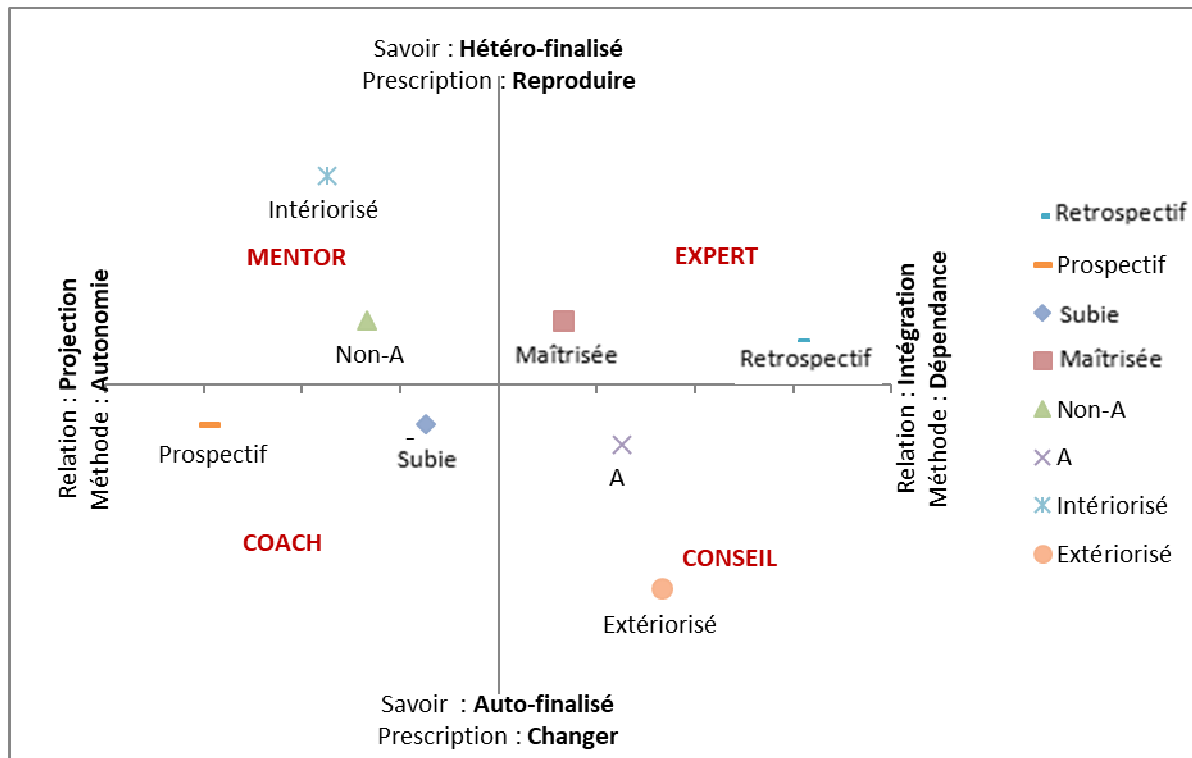 Savoir : Hétéro-finalisé
Prescription : Reproduire
Intériorisé
MENTOR
EXPERT
Relation : Projection
Méthode : Autonomie
Non-A
Maîtrisée
Retrospectif
Relation : Intégration
Méthode : Dépendance
Prospectif
Subie
A
COACH
CONSEIL
Extériorisé
Savoir : Auto-finalisé
Prescription : Changer
Retrospectif
Prospectif
Subie
Maîtrisée
Non-A
A
Intériorisé
Extériorisé